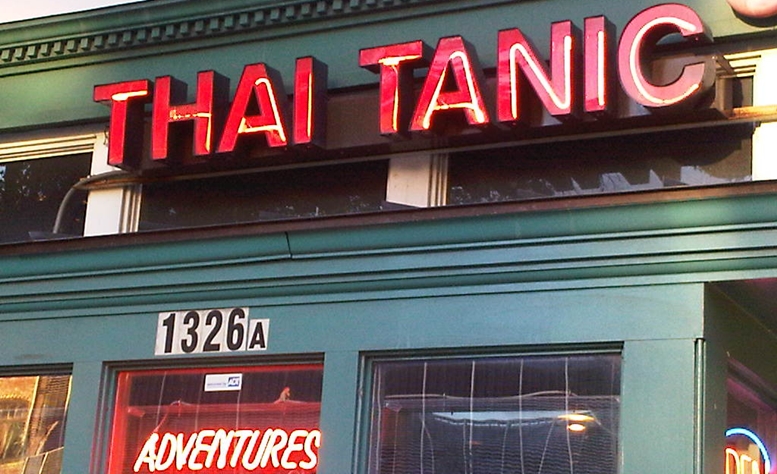 THAI TANIC
1326A
ADVENTURES